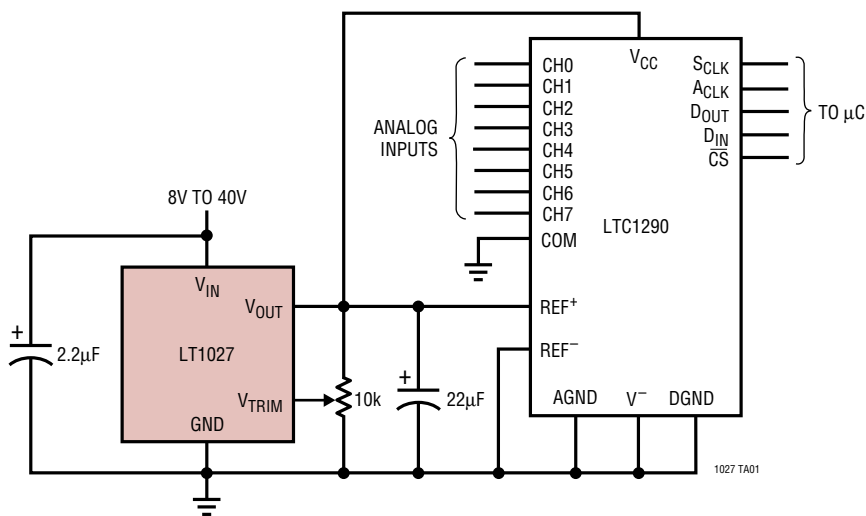 8V TO 40V
+
2.2µF
V_IN
V_OUT
LT1027
V_TRIM
GND
10k
+
22µF
ANALOG
INPUTS
CH0
CH1
CH2
CH3
CH4
CH5
CH6
CH7
COM
REF⁺
REF⁻
V_CC
LTC1290
AGND
V⁻
DGND
S_CLK
A_CLK
D_OUT
D_IN
C̅S̅
TO µC
1027 TA01